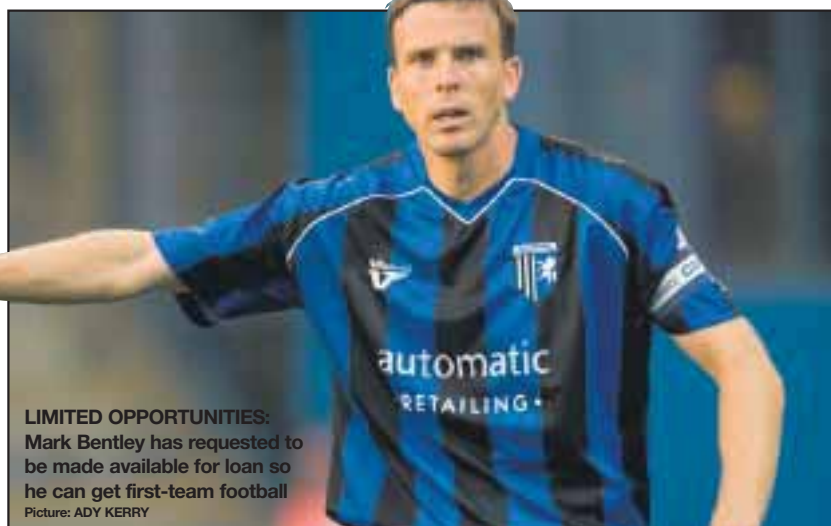 automatic
RETAILING
LIMITED OPPORTUNITIES:
Mark Bentley has requested to
be made available for loan so
he can get first-team football
Picture: ADY KERRY